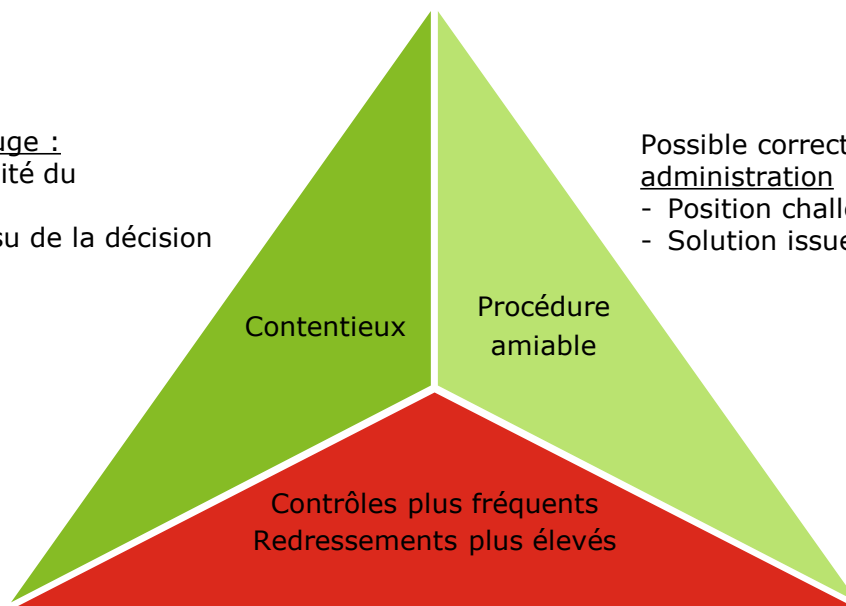 uge :
ité du
su de la décision
Possible correct
administration
- Position challe
- Solution issue
Contentieux
Procédure
amiable
Contrôles plus fréquents
Redressements plus élevés